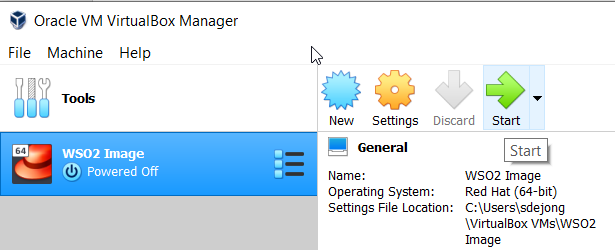 Oracle VM VirtualBox Manager
File Machine Help
Tools
New Settings Discard Start
64
WSO2 Image
Powered Off
Start
General
Name: WSO2 Image
Operating System: Red Hat (64-bit)
Settings File Location: C:\Users\sdejong
\VirtualBox VMs\WSO2
Image